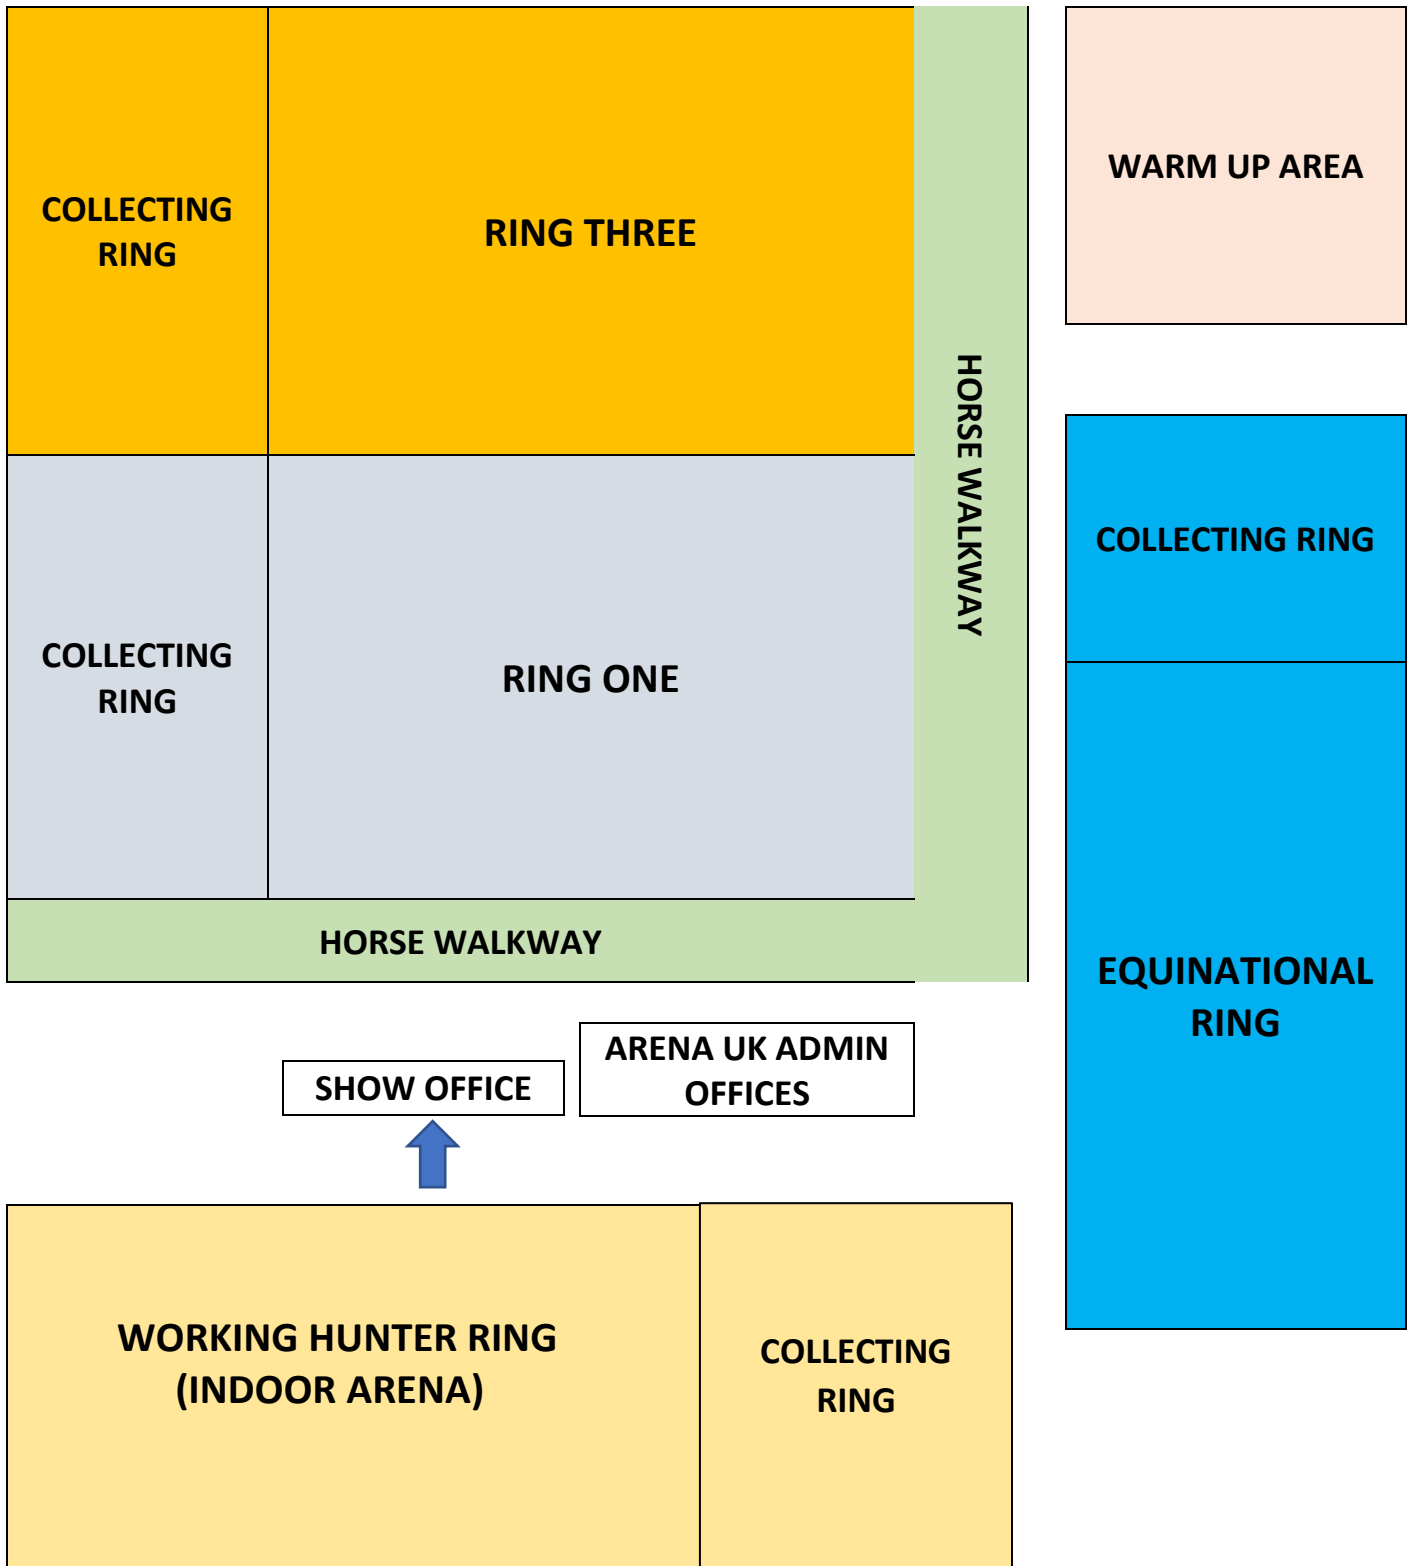 COLLECTING
RING
RING THREE
WARM UP AREA
HORSE WALKWAY
COLLECTING RING
COLLECTING
RING
RING ONE
HORSE WALKWAY
EQUINATIONAL
RING
SHOW OFFICE
ARENA UK ADMIN
OFFICES
WORKING HUNTER RING
(INDOOR ARENA)
COLLECTING
RING